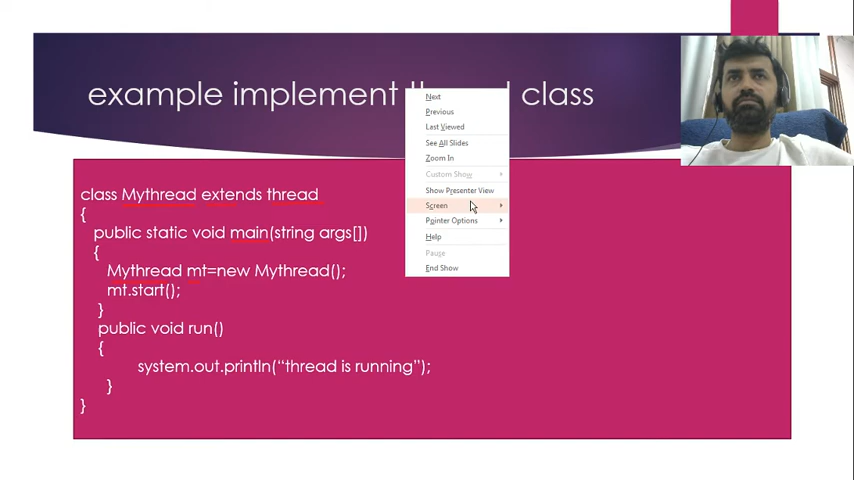 example implement th d class
Next
Previous
Last Viewed
See All Slides
Zoom In
Custom Show
Show Presenter View
Screen
Pointer Options
Help
Pause
End Show
class Mythread extends thread
{
public static void main(string args[])
{
Mythread mt=new Mythread();
mt.start();
}
public void run()
{
system.out.println(“thread is running”);
}
}